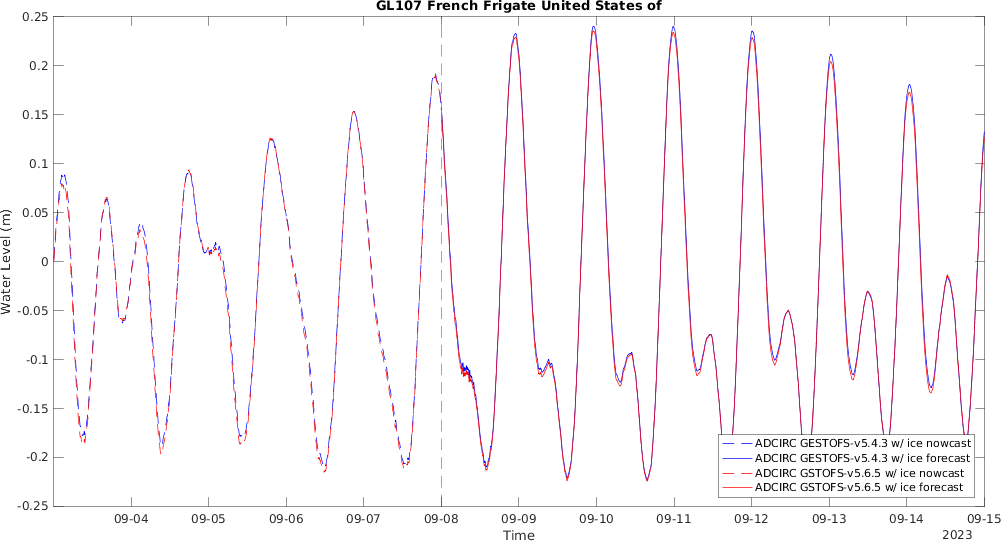 GL107 French Frigate United States of
0.25
0.2
0.15
0.1
0.05
0
-0.05
-0.1
-0.15
-0.2
-0.25
Water Level (m)
ADCIRC GESTOFS-v5.4.3 w/ ice nowcast
ADCIRC GESTOFS-v5.4.3 w/ ice forecast
ADCIRC GSTOFS-v5.6.5 w/ ice nowcast
ADCIRC GSTOFS-v5.6.5 w/ ice forecast
09-04 09-05 09-06 09-07 09-08 09-09 09-10 09-11 09-12 09-13 09-14 09-15
Time
2023